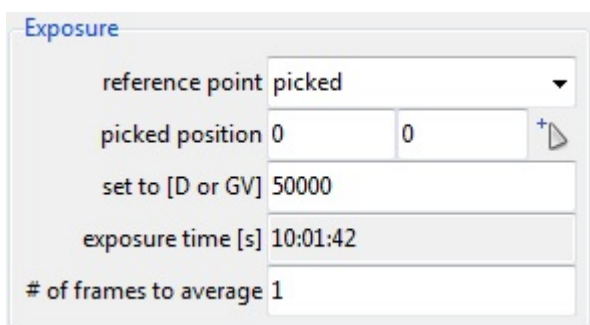 Exposure
reference point picked
picked position 0 0
set to [D or GV] 50000
exposure time [s] 10:01:42
# of frames to average 1